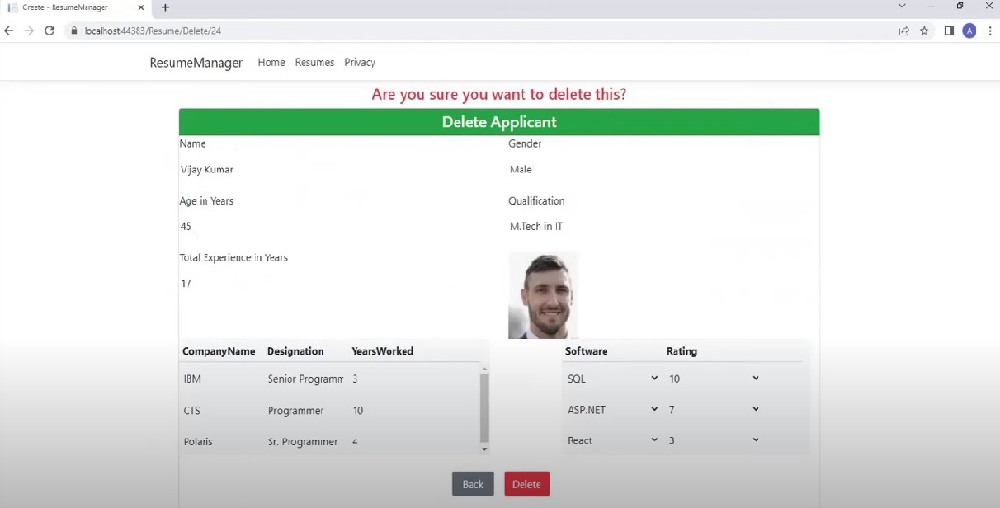 Create - ResumeManager
localhost:44383/Resume/Delete/24
A
ResumeManager Home Resumes Privacy
Are you sure you want to delete this?
Delete Applicant
Name Gender
Vijay Kumar Male
Age in Years Qualification
45 M.Tech in IT
Total Experience in Years
17
CompanyName Designation YearsWorked Software Rating
IBM Senior Programm 3 SQL 10
CTS Programmer 10 ASP.NET 7
Polaris Sr. Programmer 4 React 3
Back Delete